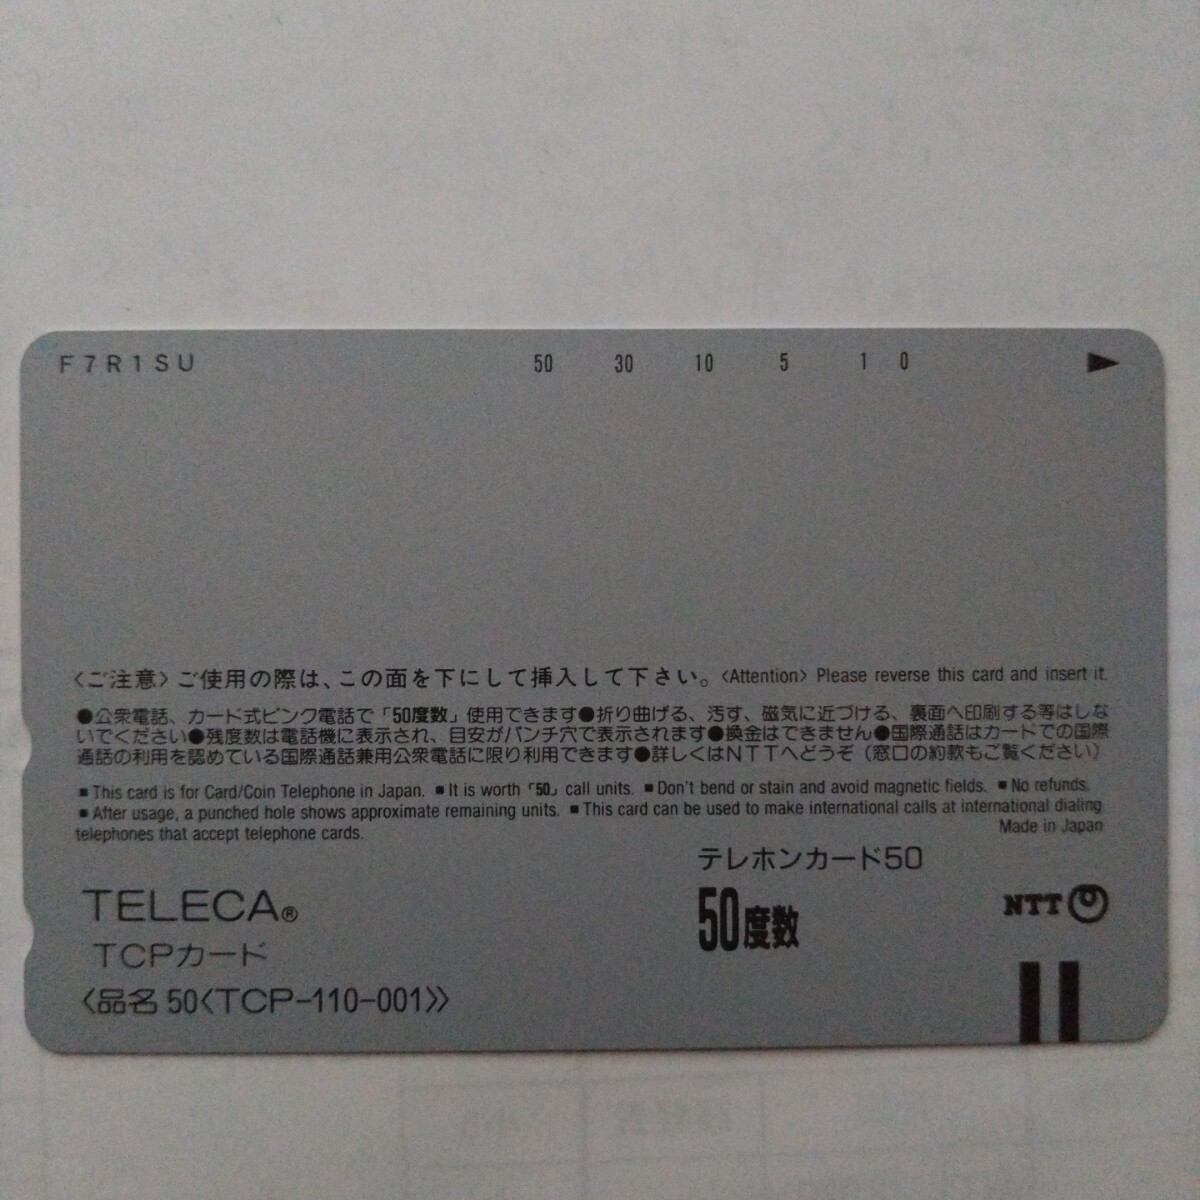 F7R1SU 50 30 10 5 1 0 ▶
〈ご注意〉ご使用の際は、この面を下にして挿入して下さい。〈Attention〉Please reverse this card and insert it.
●公衆電話、カード式ピンク電話で「50度数」使用できます●折り曲げる、汚す、磁気に近づける、裏面へ印刷する等はしな
いでください●残度数は電話機に表示され、目安がパンチ穴で表示されます●換金はできません●国際通話はカードでの国際
通話の利用を認めている国際通話兼用公衆電話に限り利用できます●詳しくはNTTへどうぞ（窓口の約款もご覧ください）
■This card is for Card/Coin Telephone in Japan. ■It is worth「50」call units. ■Don't bend or stain and avoid magnetic fields. ■No refunds.
■After usage, a punched hole shows approximate remaining units. ■This card can be used to make international calls at international dialing
telephones that accept telephone cards.
Made in Japan
テレホンカード50
TELECA®
50度数
NTT
TCPカード
〈品名 50〈TCP-110-001〉〉